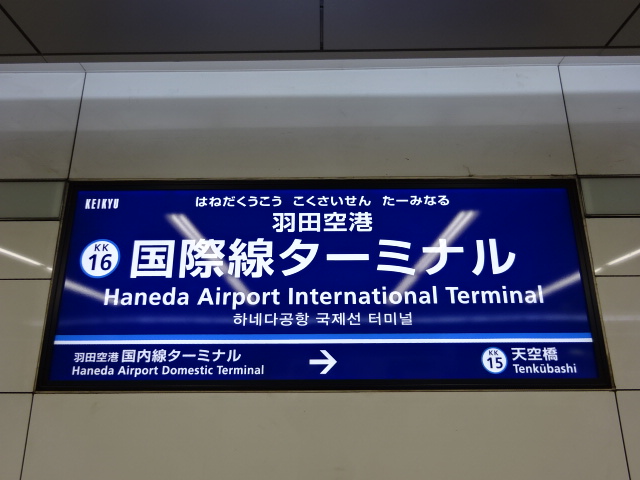 KEIKYU
はねだくうこう こくさいせん たーみなる
羽田空港
KK
16
国際線ターミナル
Haneda Airport International Terminal
하네다공항 국제선 터미널
羽田空港 国内線ターミナル
Haneda Airport Domestic Terminal
→
KK
15
天空橋
Tenkūbashi